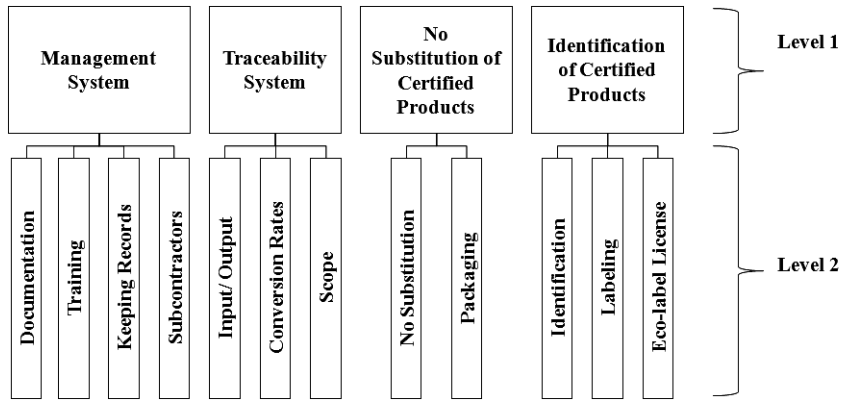 Management
System
Traceability
System
No
Substitution of
Certified
Products
Identification
of Certified
Products
Level 1
Documentation
Training
Keeping Records
Subcontractors
Input/ Output
Conversion Rates
Scope
No Substitution
Packaging
Identification
Labeling
Eco-label License
Level 2